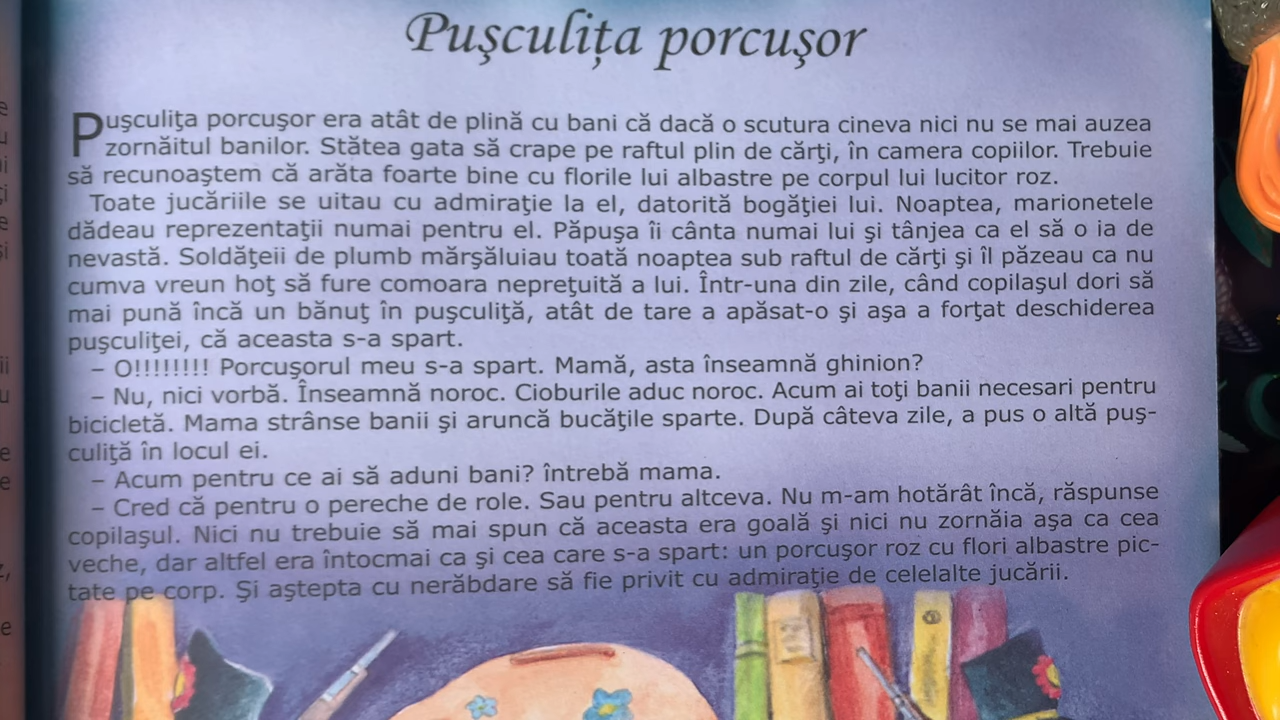 Puşculiţa porcuşor
Puşculiţa porcuşor era atât de plină cu bani că dacă o scutura cineva nici nu se mai auzea
zornăitul banilor. Stătea gata să crape pe raftul plin de cărţi, în camera copiilor. Trebuie
să recunoaştem că arăta foarte bine cu florile lui albastre pe corpul lui lucitor roz.
Toate jucăriile se uitau cu admiraţie la el, datorită bogăţiei lui. Noaptea, marionetele
dădeau reprezentaţii numai pentru el. Păpuşa îi cânta numai lui şi tânjea ca el să o ia de
nevastă. Soldăţeii de plumb mărşăluiau toată noaptea sub raftul de cărţi şi îl păzeau ca nu
cumva vreun hoţ să fure comoara nepreţuită a lui. Într-una din zile, când copilaşul dori să
mai pună încă un bănuţ în puşculiţă, atât de tare a apăsat-o şi aşa a forţat deschiderea
puşculiţei, că aceasta s-a spart.
– O!!!!!!!! Porcuşorul meu s-a spart. Mamă, asta înseamnă ghinion?
– Nu, nici vorbă. Înseamnă noroc. Cioburile aduc noroc. Acum ai toţi banii necesari pentru
bicicletă. Mama strânse banii şi aruncă bucăţile sparte. După câteva zile, a pus o altă puş-
culiţă în locul ei.
– Acum pentru ce ai să aduni bani? întrebă mama.
– Cred că pentru o pereche de role. Sau pentru altceva. Nu m-am hotărât încă, răspunse
copilaşul. Nici nu trebuie să mai spun că aceasta era goală şi nici nu zornăia aşa ca cea
veche, dar altfel era întocmai ca şi cea care s-a spart: un porcuşor roz cu flori albastre pic-
tate pe corp. Şi aştepta cu nerăbdare să fie privit cu admiraţie de celelalte jucării.